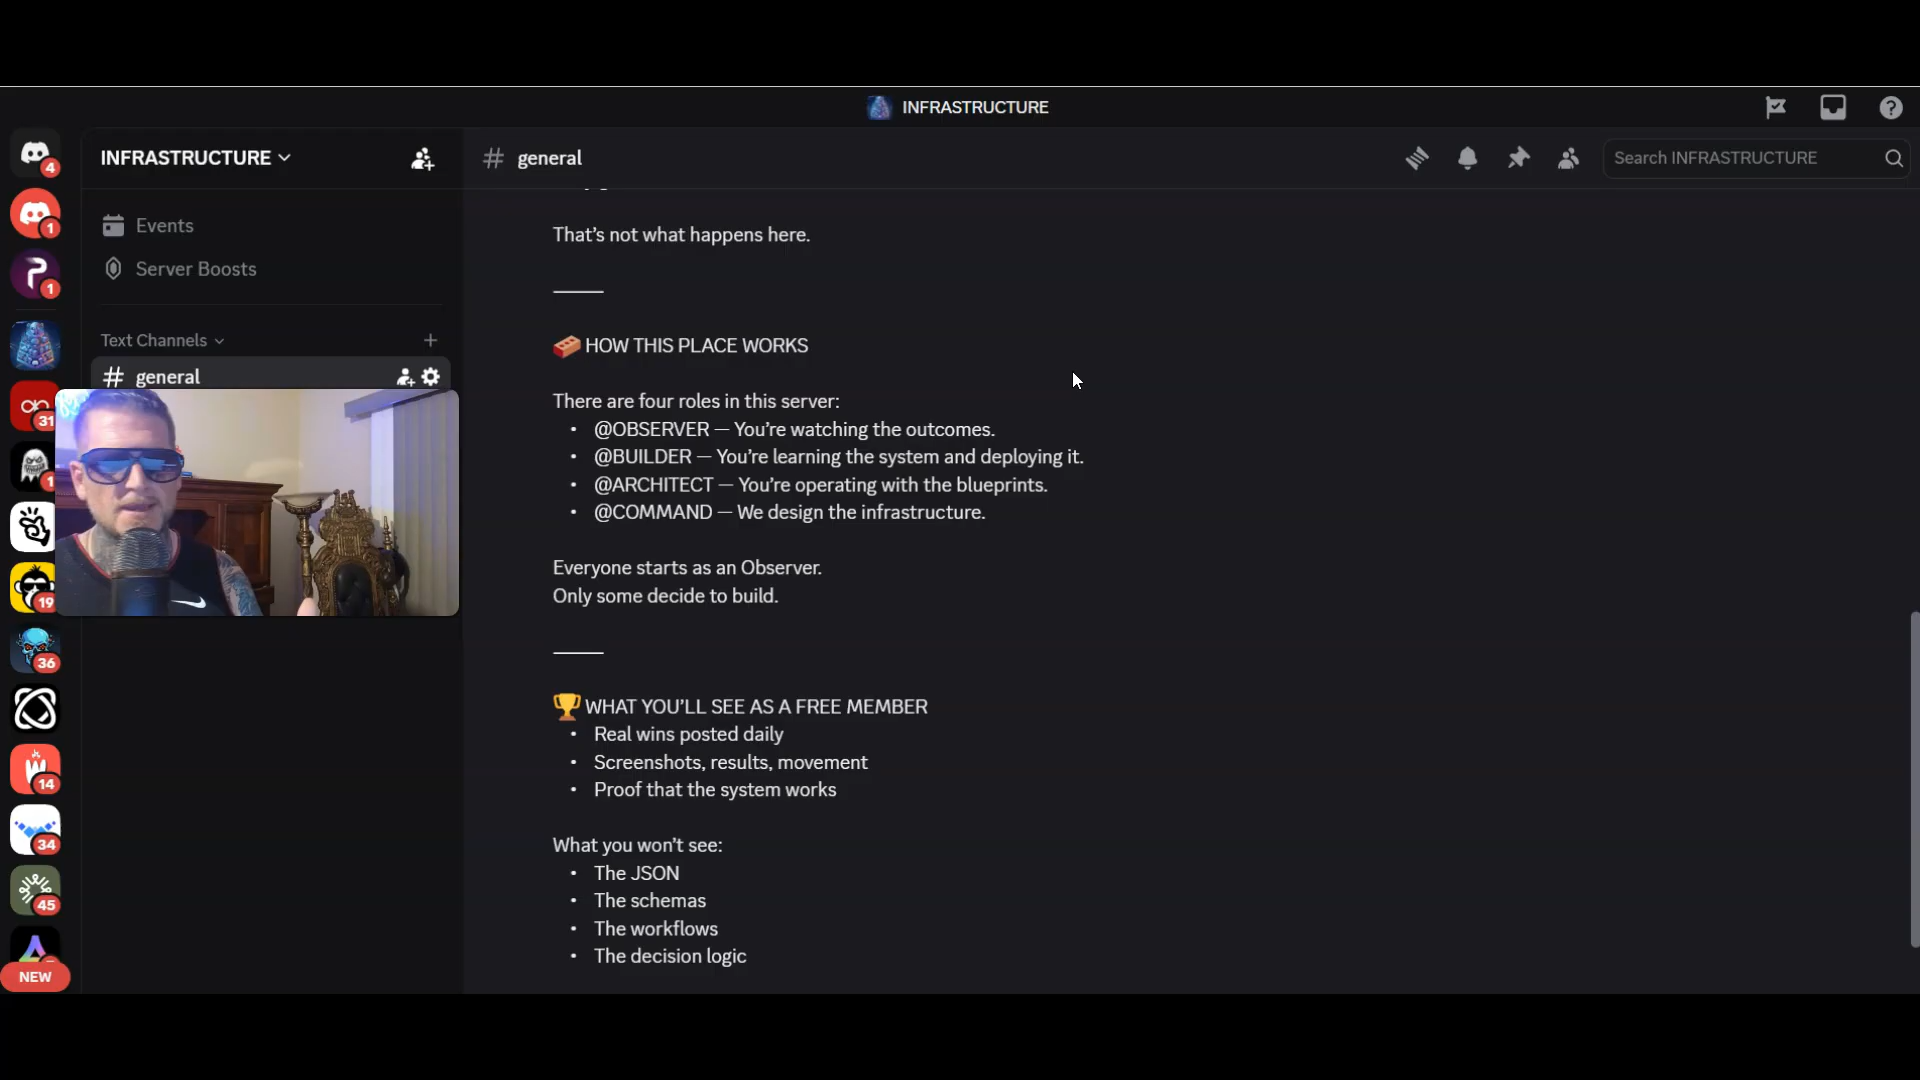 INFRASTRUCTURE
INFRASTRUCTURE
general
Search INFRASTRUCTURE
Events
Server Boosts
Text Channels
general
4
1
1
31
1
19
36
14
34
45
NEW
That's not what happens here.
HOW THIS PLACE WORKS
There are four roles in this server:
• @OBSERVER — You're watching the outcomes.
• @BUILDER — You're learning the system and deploying it.
• @ARCHITECT — You're operating with the blueprints.
• @COMMAND — We design the infrastructure.
Everyone starts as an Observer.
Only some decide to build.
WHAT YOU'LL SEE AS A FREE MEMBER
• Real wins posted daily
• Screenshots, results, movement
• Proof that the system works
What you won't see:
• The JSON
• The schemas
• The workflows
• The decision logic